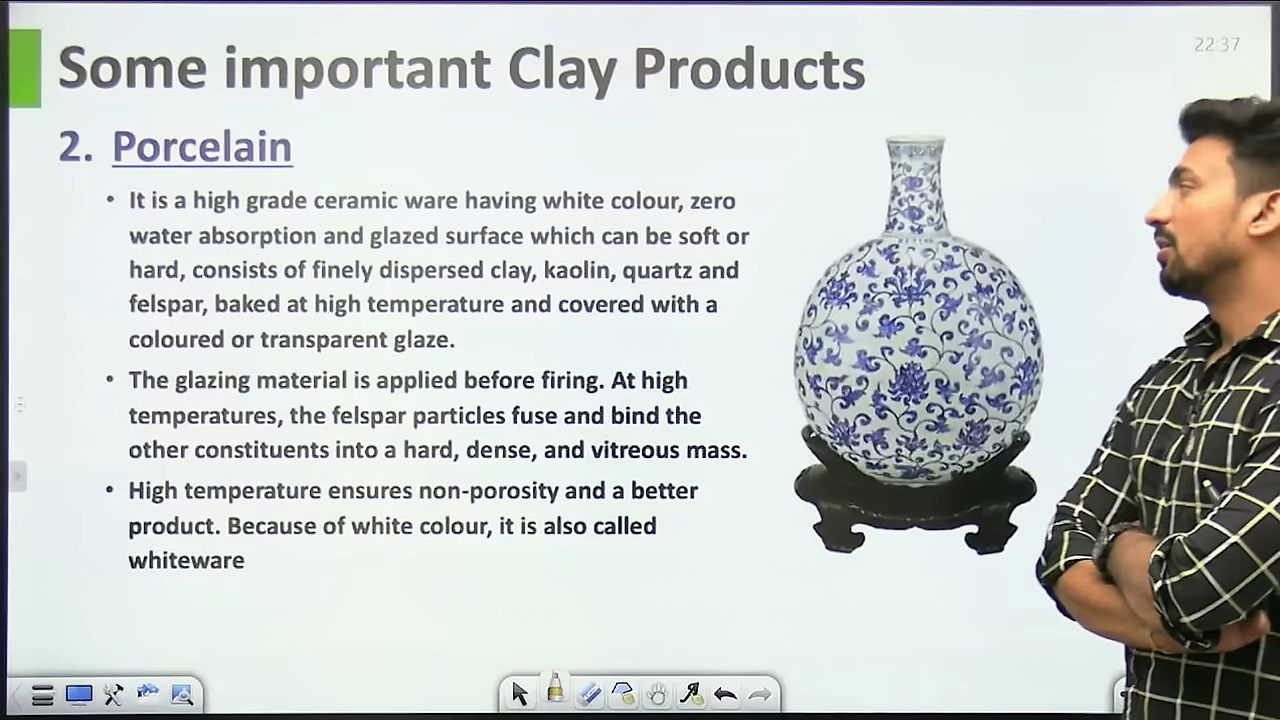 Some important Clay Products
22:37
2. Porcelain
• It is a high grade ceramic ware having white colour, zero
water absorption and glazed surface which can be soft or
hard, consists of finely dispersed clay, kaolin, quartz and
felspar, baked at high temperature and covered with a
coloured or transparent glaze.
• The glazing material is applied before firing. At high
temperatures, the felspar particles fuse and bind the
other constituents into a hard, dense, and vitreous mass.
• High temperature ensures non-porosity and a better
product. Because of white colour, it is also called
whiteware